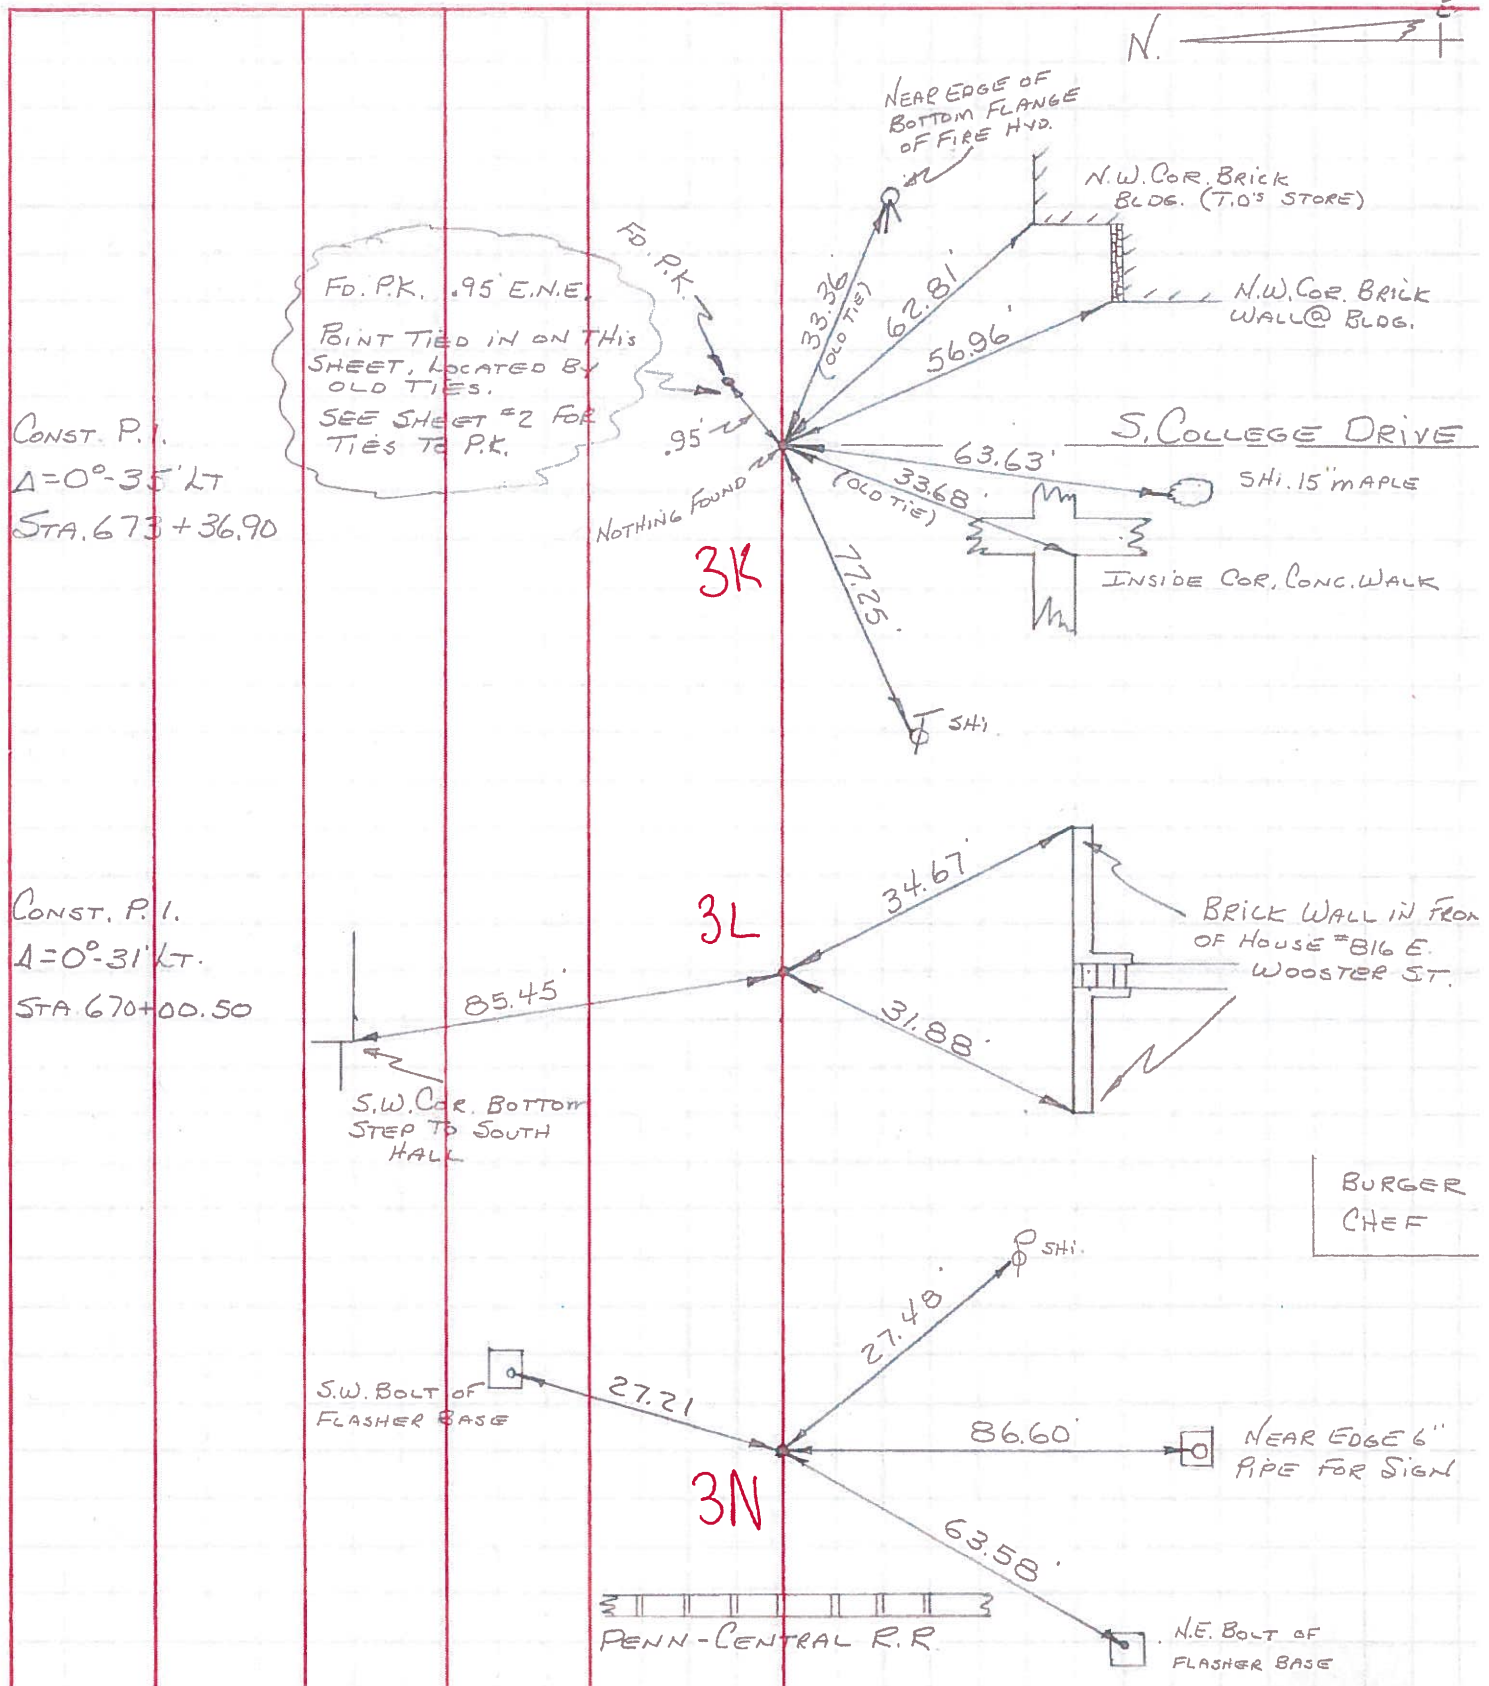 N.
NEAR EDGE OF
BOTTOM FLANGE
OF FIRE HYD.
N.W. COR. BRICK
BLDG. (T.O'S STORE)
FD. P.K.
FD. P.K. .95' E.N.E.
POINT TIED IN ON THIS
SHEET, LOCATED BY
OLD TIES.
SEE SHEET #2 FOR
TIES TO P.K.
33.36'
(OLD TIE)
62.81'
56.96'
N.W. COR. BRICK
WALL @ BLDG.
.95'
CONST. P.I.
Δ=0°-35' LT
STA. 673+36.90
NOTHING FOUND
S. COLLEGE DRIVE
63.63'
SHI. 15" MAPLE
33.68'
(OLD TIE)
INSIDE COR. CONC. WALK
3K
77.25'
SHI.
CONST. P.I.
Δ=0°-31' LT.
STA. 670+00.50
3L
34.67'
BRICK WALL IN FRON
OF HOUSE #816 E.
WOOSTER ST.
85.45'
31.88'
S.W. COR. BOTTOM
STEP TO SOUTH
HALL
BURGER
CHEF
SHI.
27.48'
S.W. BOLT OF
FLASHER BASE
27.21
86.60'
NEAR EDGE 6"
PIPE FOR SIGN
3N
63.58'
PENN-CENTRAL R.R.
N.E. BOLT OF
FLASHER BASE